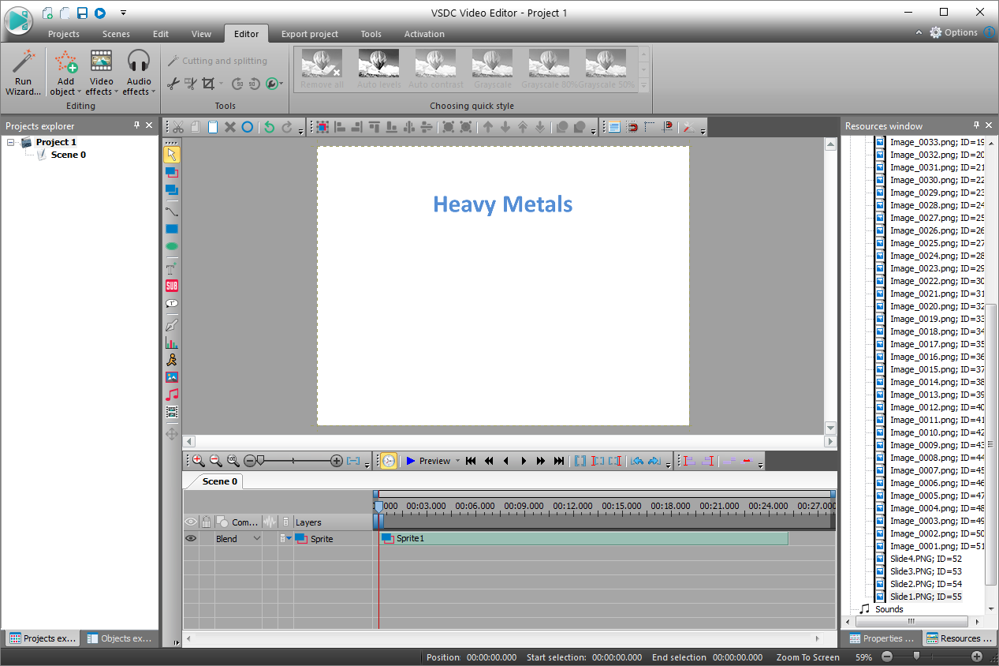 VSDC Video Editor - Project 1
Projects Scenes Edit View Editor Export project Tools Activation Options
Run Wizard...
Add object
Video effects
Audio effects
Editing
Cutting and splitting
Tools
Remove all Auto levels Auto contrast Grayscale Grayscale 80% Grayscale 50%
Choosing quick style
Projects explorer
Project 1
Scene 0
Heavy Metals
SUB
Resources window
Image_0033.png; ID=19
Image_0032.png; ID=20
Image_0031.png; ID=21
Image_0030.png; ID=22
Image_0029.png; ID=23
Image_0028.png; ID=24
Image_0027.png; ID=25
Image_0026.png; ID=26
Image_0025.png; ID=27
Image_0024.png; ID=28
Image_0023.png; ID=29
Image_0022.png; ID=30
Image_0021.png; ID=31
Image_0020.png; ID=32
Image_0019.png; ID=33
Image_0018.png; ID=34
Image_0017.png; ID=35
Image_0016.png; ID=36
Image_0015.png; ID=37
Image_0014.png; ID=38
Image_0013.png; ID=39
Image_0012.png; ID=40
Image_0011.png; ID=41
Image_0010.png; ID=42
Image_0009.png; ID=43
Image_0008.png; ID=44
Image_0007.png; ID=45
Image_0006.png; ID=46
Image_0005.png; ID=47
Image_0004.png; ID=48
Image_0003.png; ID=49
Image_0002.png; ID=50
Image_0001.png; ID=51
Slide4.PNG; ID=52
Slide3.PNG; ID=53
Slide2.PNG; ID=54
Slide1.PNG; ID=55
Sounds
Preview
Scene 0
000 00:03.000 00:06.000 00:09.000 00:12.000 00:15.000 00:18.000 00:21.000 00:24.000 00:27.000
Com... Layers
Blend Sprite Sprite1
Projects ex... Objects ex...
Properties ... Resources ...
Position: 00:00:00.000 Start selection: 00:00:00.000 End selection 00:00:00.000 Zoom To Screen 59%